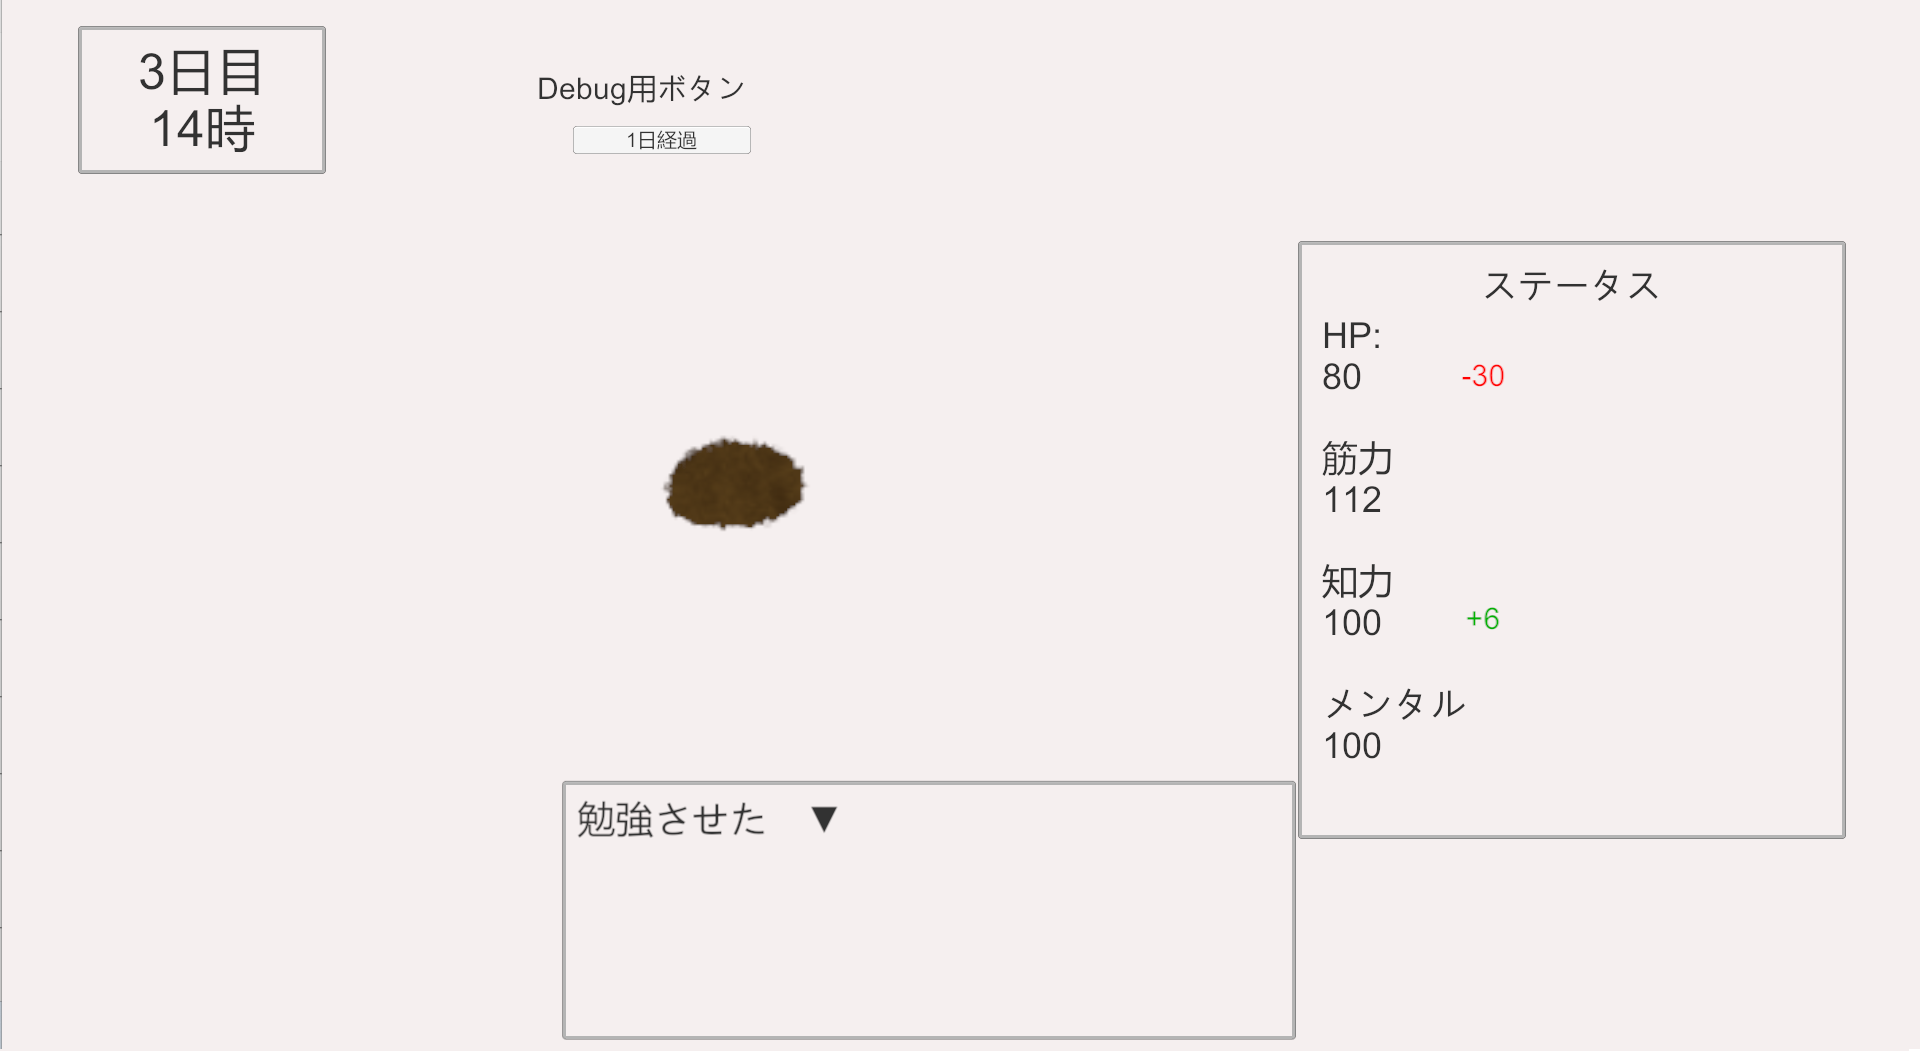 3日目
14時
Debug用ボタン
1日経過
ステータス
HP:
80 -30
筋力
112
知力
100 +6
メンタル
100
勉強させた ▼